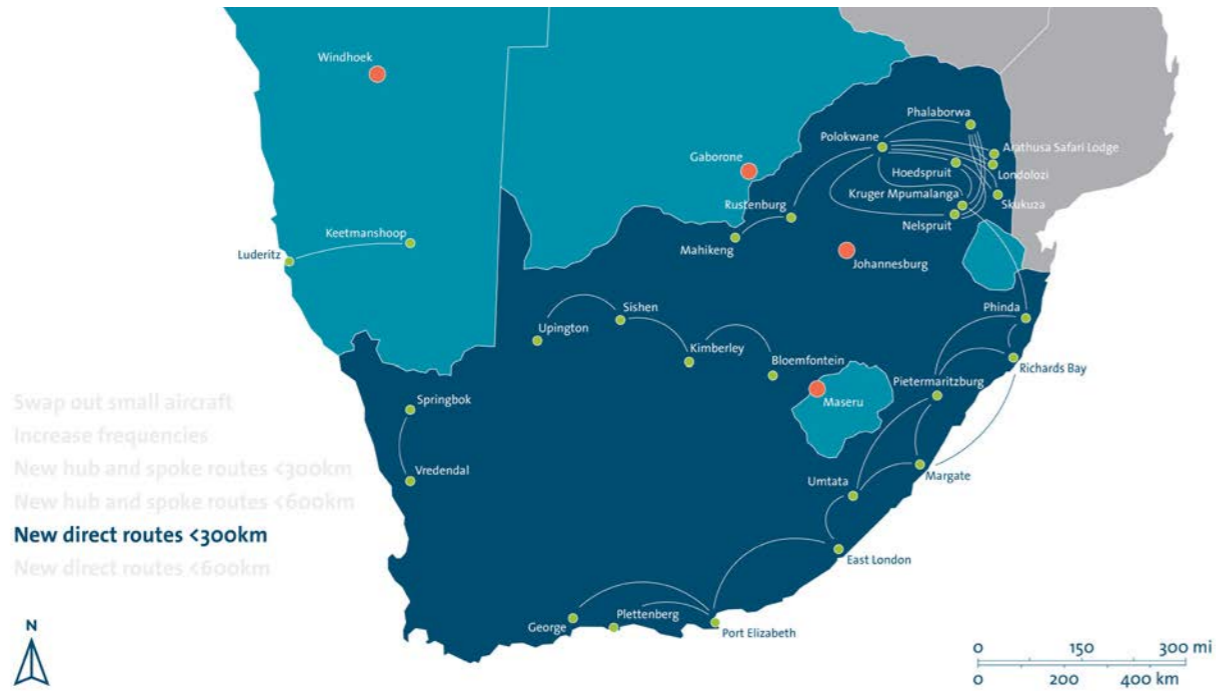 Windhoek
Phalaborwa
Polokwane
Arathusa Safari Lodge
Gaborone
Hoedspruit
Londolozi
Kruger Mpumalanga
Skukuza
Rustenburg
Nelspruit
Keetmanshoop
Mahikeng
Luderitz
Johannesburg
Sishen
Phinda
Upington
Kimberley
Bloemfontein
Richards Bay
Pietermaritzburg
Springbok
Maseru
Swap out small aircraft
Increase frequencies
New hub and spoke routes <300km
New hub and spoke routes <600km
New direct routes <300km
New direct routes <600km
Vredendal
Umtata
Margate
East London
Plettenberg
George
Port Elizabeth
N
0 150 300 mi
0 200 400 km